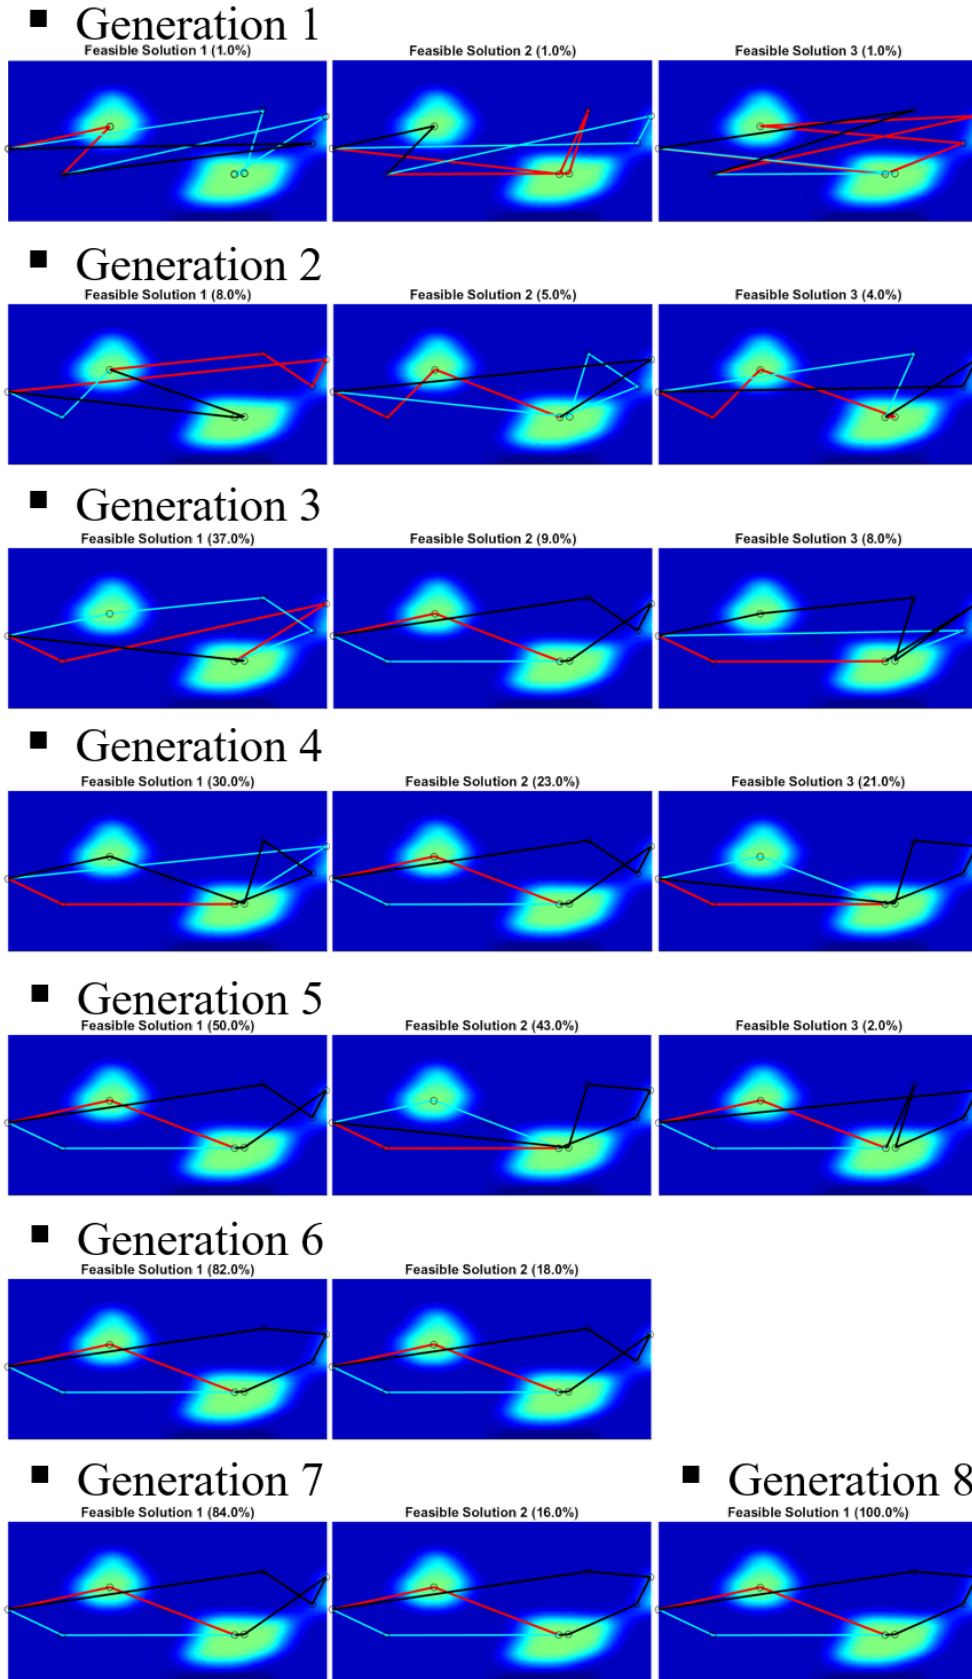 ▪ Generation 1
Feasible Solution 1 (1.0%) Feasible Solution 2 (1.0%) Feasible Solution 3 (1.0%)
▪ Generation 2
Feasible Solution 1 (8.0%) Feasible Solution 2 (5.0%) Feasible Solution 3 (4.0%)
▪ Generation 3
Feasible Solution 1 (37.0%) Feasible Solution 2 (9.0%) Feasible Solution 3 (8.0%)
▪ Generation 4
Feasible Solution 1 (30.0%) Feasible Solution 2 (23.0%) Feasible Solution 3 (21.0%)
▪ Generation 5
Feasible Solution 1 (50.0%) Feasible Solution 2 (43.0%) Feasible Solution 3 (2.0%)
▪ Generation 6
Feasible Solution 1 (82.0%) Feasible Solution 2 (18.0%)
▪ Generation 7 ▪ Generation 8
Feasible Solution 1 (84.0%) Feasible Solution 2 (16.0%) Feasible Solution 1 (100.0%)